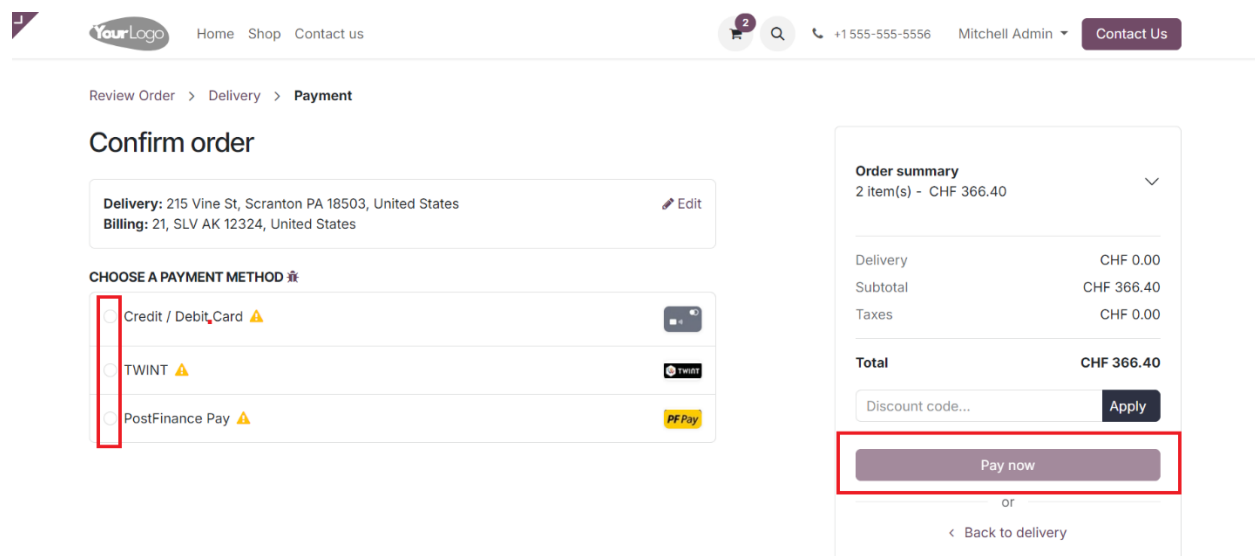 YourLogo Home Shop Contact us 2 +1 555-555-5556 Mitchell Admin Contact Us
Review Order > Delivery > Payment
Confirm order
Delivery: 215 Vine St, Scranton PA 18503, United States
Edit
Billing: 21, SLV AK 12324, United States
CHOOSE A PAYMENT METHOD
Credit / Debit Card
TWINT
TWINT
PostFinance Pay
PF Pay
Order summary
2 item(s) - CHF 366.40
Delivery CHF 0.00
Subtotal CHF 366.40
Taxes CHF 0.00
Total CHF 366.40
Discount code... Apply
Pay now
or
< Back to delivery